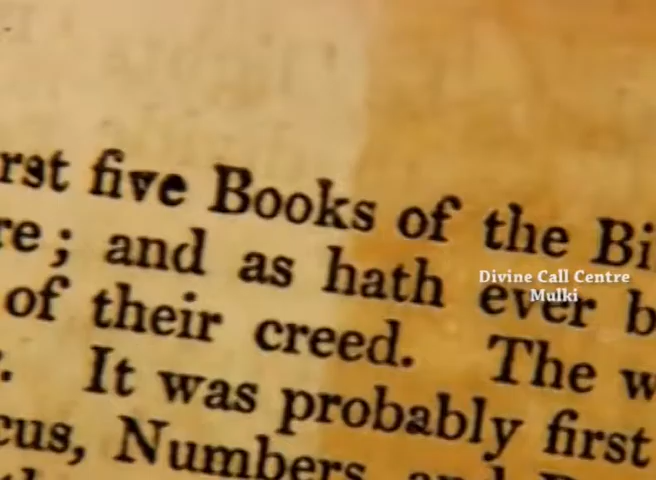 rst five Books of the Bi
re; and as hath ever b
of their creed. The w
It was probably first
cus, Numbers, and D
Divine Call Centre
Mulki